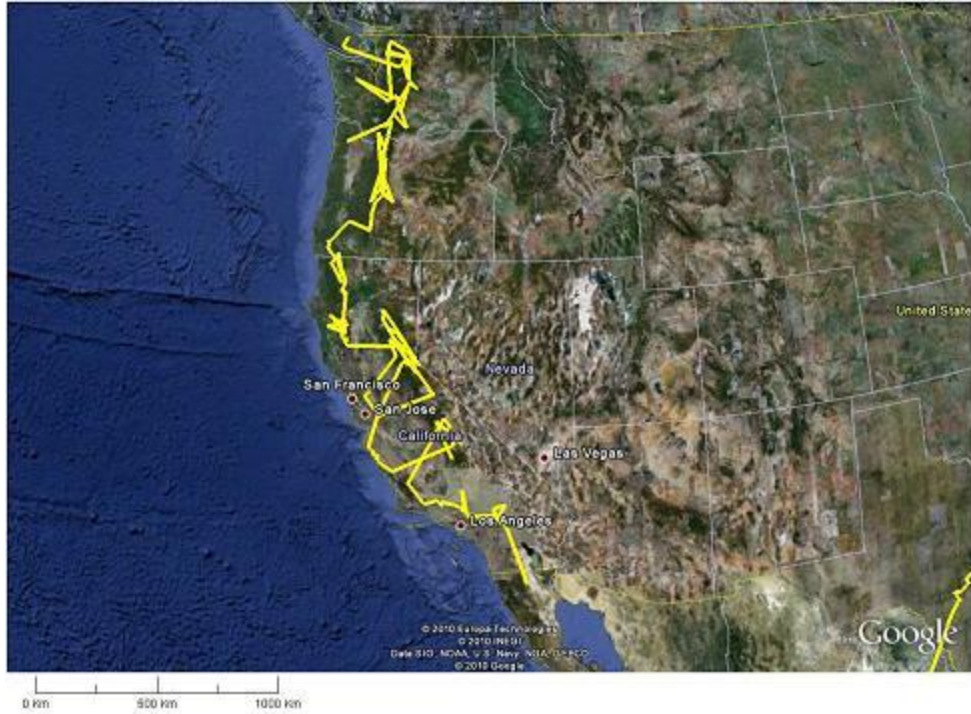 United State
Nevada
San Francisco
San Jose
California
Las Vegas
Los Angeles
© 2010 Europa Technologies
© 2010 INEGI
Data SIO, NOAA, U.S. Navy, NGA, GEBCO
© 2010 Google
Google
0 km 500 km 1000 km